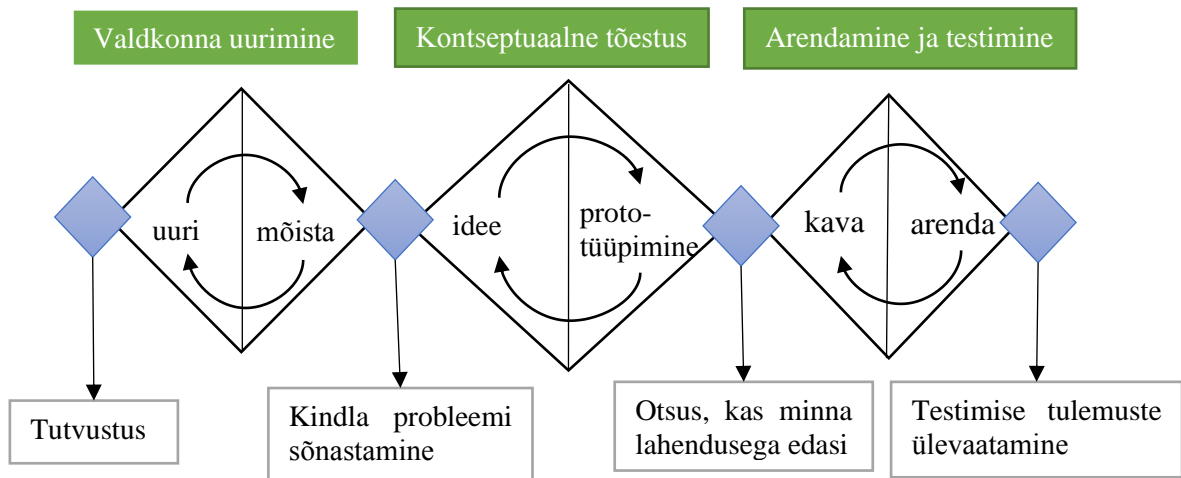 Valdkonna uurimine
Kontseptuaalne tõestus
Arendamine ja testimine
uuri
mõista
idee
proto-
tüüpimine
kava
arenda
Tutvustus
Kindla probleemi
sõnastamine
Otsus, kas minna
lahendusega edasi
Testimise tulemuste
ülevaatamine